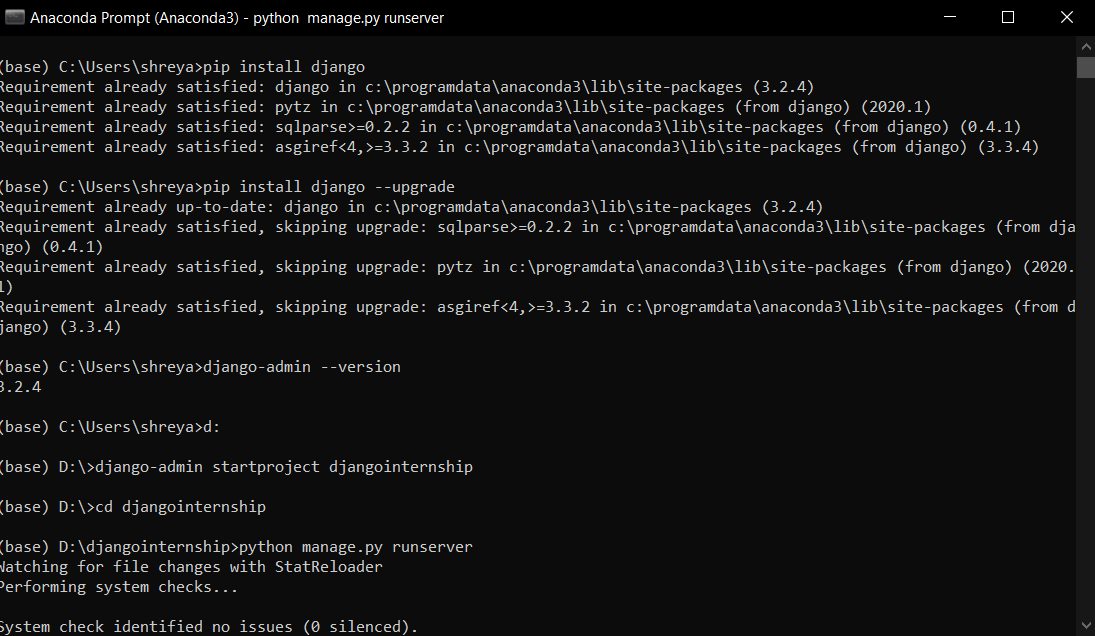 Anaconda Prompt (Anaconda3) - python  manage.py runserver
(base) C:\Users\shreya>pip install django
Requirement already satisfied: django in c:\programdata\anaconda3\lib\site-packages (3.2.4)
Requirement already satisfied: pytz in c:\programdata\anaconda3\lib\site-packages (from django) (2020.1)
Requirement already satisfied: sqlparse>=0.2.2 in c:\programdata\anaconda3\lib\site-packages (from django) (0.4.1)
Requirement already satisfied: asgiref<4,>=3.3.2 in c:\programdata\anaconda3\lib\site-packages (from django) (3.3.4)
(base) C:\Users\shreya>pip install django --upgrade
Requirement already up-to-date: django in c:\programdata\anaconda3\lib\site-packages (3.2.4)
Requirement already satisfied, skipping upgrade: sqlparse>=0.2.2 in c:\programdata\anaconda3\lib\site-packages (from dja
ngo) (0.4.1)
Requirement already satisfied, skipping upgrade: pytz in c:\programdata\anaconda3\lib\site-packages (from django) (2020.
1)
Requirement already satisfied, skipping upgrade: asgiref<4,>=3.3.2 in c:\programdata\anaconda3\lib\site-packages (from d
jango) (3.3.4)
(base) C:\Users\shreya>django-admin --version
3.2.4
(base) C:\Users\shreya>d:
(base) D:\>django-admin startproject djangointernship
(base) D:\>cd djangointernship
(base) D:\djangointernship>python manage.py runserver
Watching for file changes with StatReloader
Performing system checks...
System check identified no issues (0 silenced).